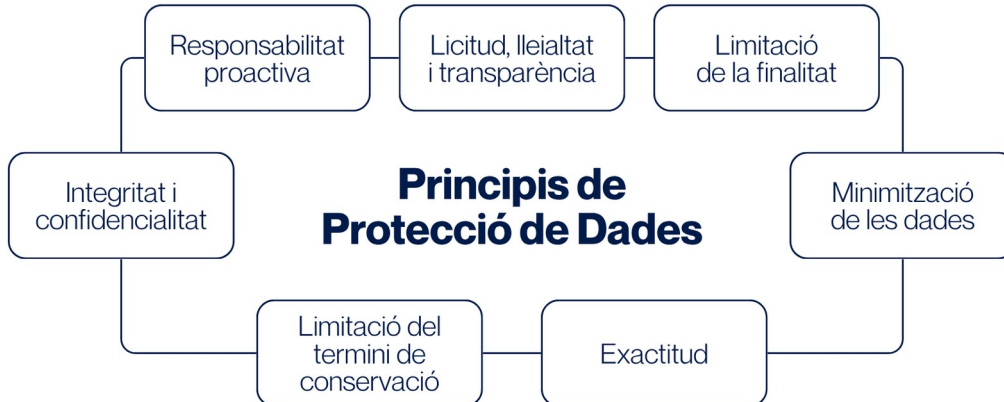 Responsabilitat
proactiva
Licitud, lleialtat
i transparència
Limitació
de la finalitat
Integritat i
confidencialitat
Principis de
Protecció de Dades
Minimització
de les dades
Limitació del
termini de
conservació
Exactitud